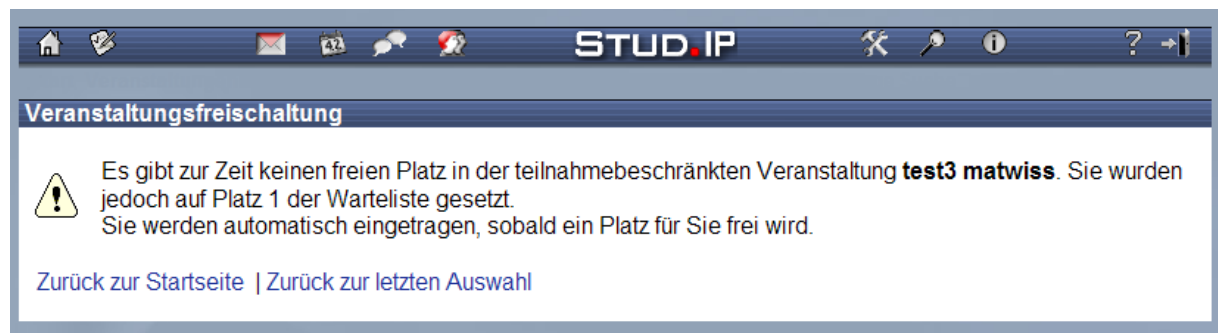 42
STUD.IP
?
Veranstaltungsfreischaltung
Es gibt zur Zeit keinen freien Platz in der teilnahmebeschränkten Veranstaltung test3 matwiss. Sie wurden
jedoch auf Platz 1 der Warteliste gesetzt.
Sie werden automatisch eingetragen, sobald ein Platz für Sie frei wird.
Zurück zur Startseite | Zurück zur letzten Auswahl